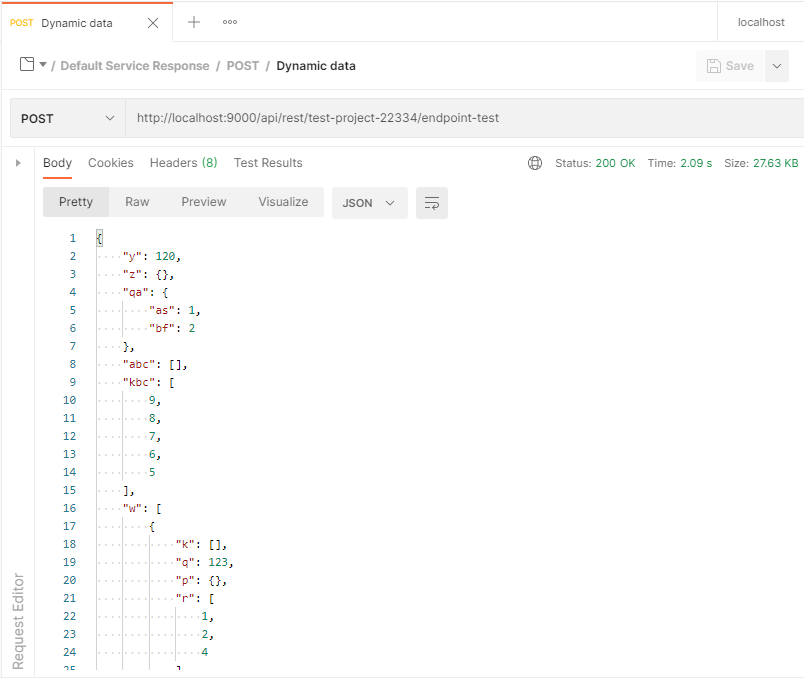 POST Dynamic data
localhost
/ Default Service Response / POST / Dynamic data
Save
POST http://localhost:9000/api/rest/test-project-22334/endpoint-test
Body Cookies Headers (8) Test Results Status: 200 OK Time: 2.09 s Size: 27.63 KB
Pretty Raw Preview Visualize JSON
1 {
2 "y": 120,
3 "z": {},
4 "qa": {
5 "as": 1,
6 "bf": 2
7 },
8 "abc": [],
9 "kbc": [
10 9,
11 8,
12 7,
13 6,
14 5
15 ],
16 "w": [
17 {
18 "k": [],
19 "q": 123,
20 "p": {},
21 "r": [
22 1,
23 2,
24 4
25 ]
Request Editor